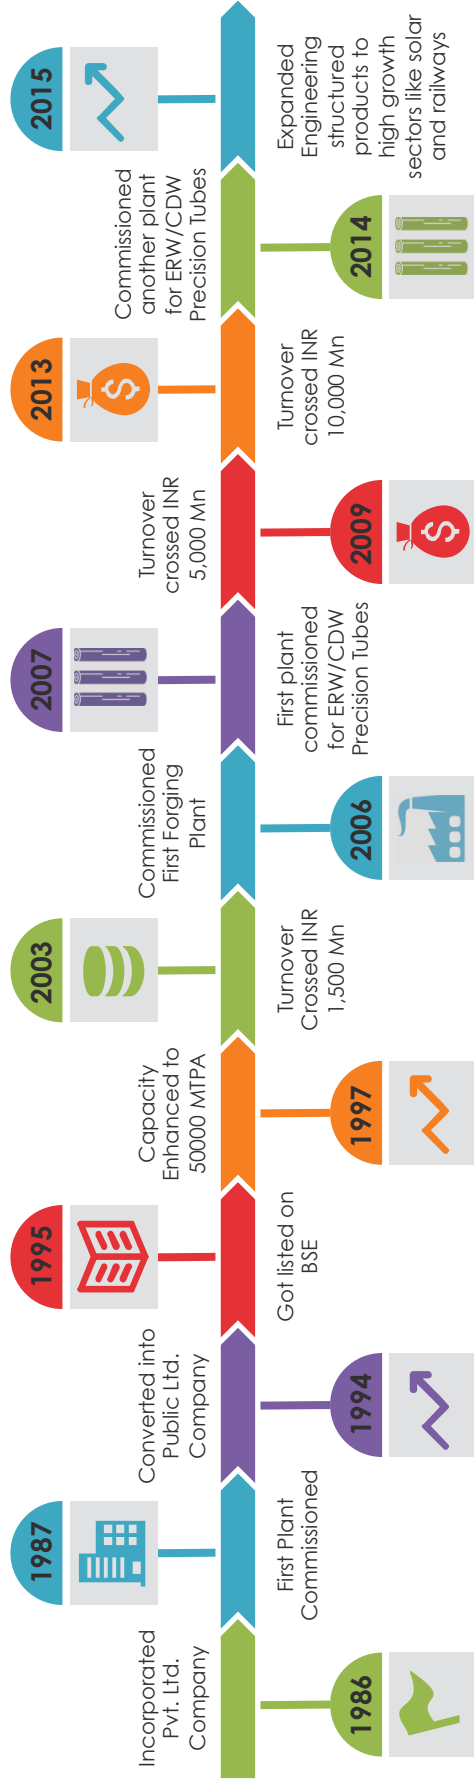 1986
Incorporated
Pvt. Ltd.
Company
1987
First Plant
Commissioned
1994
Converted into
Public Ltd.
Company
1995
Got listed on
BSE
1997
Capacity
Enhanced to
50000 MTPA
2003
Turnover
Crossed INR
1,500 Mn
2006
Commissioned
First Forging
Plant
2007
First plant
commissioned
for ERW/CDW
Precision Tubes
2009
Turnover
crossed INR
5,000 Mn
2013
Turnover
crossed INR
10,000 Mn
2014
Commissioned
another plant
for ERW/CDW
Precision Tubes
2015
Expanded
Engineering
structured
products to
high growth
sectors like solar
and railways